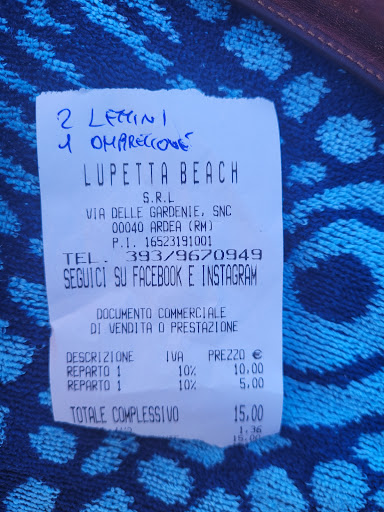 2 LETTINI
1 OMBRELLONE
LUPETTA BEACH
S.R.L
VIA DELLE GARDENIE, SNC
00040 ARDEA (RM)
P.I. 16523191001
TEL. 393/9670949
SEGUICI SU FACEBOOK E INSTAGRAM
DOCUMENTO COMMERCIALE
DI VENDITA O PRESTAZIONE
DESCRIZIONE IVA PREZZO €
REPARTO 1 10% 10,00
REPARTO 1 10% 5,00
TOTALE COMPLESSIVO 15,00
1,36
15,00